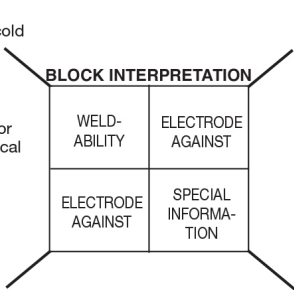 cold
BLOCK INTERPRETATION
WELD-
ABILITY
ELECTRODE
AGAINST
or
cal
ELECTRODE
AGAINST
SPECIAL
INFORMA-
TION